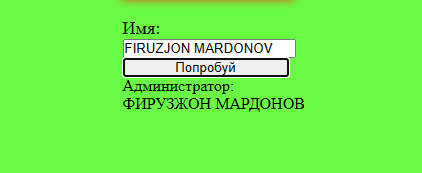 Имя:
FIRUZJON MARDONOV
Попробуй
Администратор:
ФИРУЗЖОН МАРДОНОВ